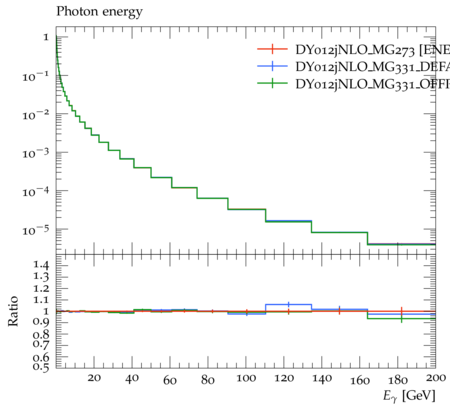 Photon energy
DY012jNLO_MG273 [ENE
DY012jNLO_MG331_DEFA
DY012jNLO_MG331_OFFI
1
10⁻¹
10⁻²
10⁻³
10⁻⁴
10⁻⁵
Ratio
1.4
1.3
1.2
1.1
1
0.9
0.8
0.7
0.6
0.5
20 40 60 80 100 120 140 160 180 200
Eγ [GeV]